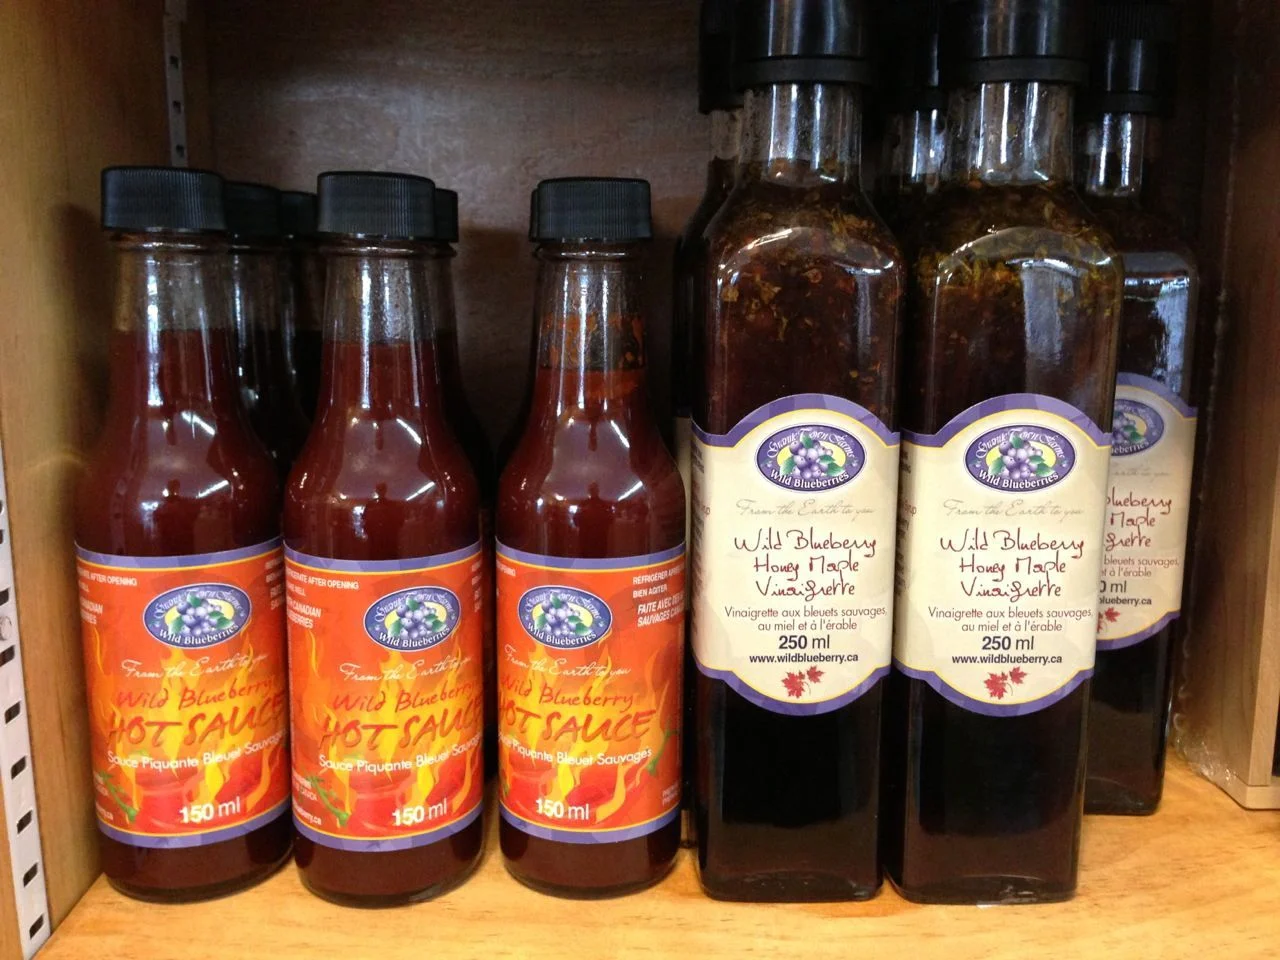 REFRIGERATE AFTER OPENING
CANADIAN
Wild Blueberries
From the Earth to you
Wild Blueberry
HOT SAUCE
Sauce Piquante Bleuet Sauvages
150 ml
REFRIGERATE AFTER OPENING
CANADIAN
Wild Blueberries
From the Earth to you
Wild Blueberry
HOT SAUCE
Sauce Piquante Bleuet Sauvages
150 ml
RÉFRIGÉRER
BIEN AGITER
FAITE AVEC
SAUVAGES
Wild Blueberries
From the Earth to you
Wild Blueberry
HOT SAUCE
Sauce Piquante Bleuet Sauvages
150 ml
Wild Blueberries
From the Earth to you
Wild Blueberry
Honey Maple
Vinaigrette
Vinaigrette aux bleuets sauvages,
au miel et à l'érable
250 ml
www.wildblueberry.ca
Wild Blueberries
From the Earth to you
Wild Blueberry
Honey Maple
Vinaigrette
Vinaigrette aux bleuets sauvages,
au miel et à l'érable
250 ml
www.wildblueberry.ca
Blueberry
Maple
bleuets sauvages,
à l'érable
ml